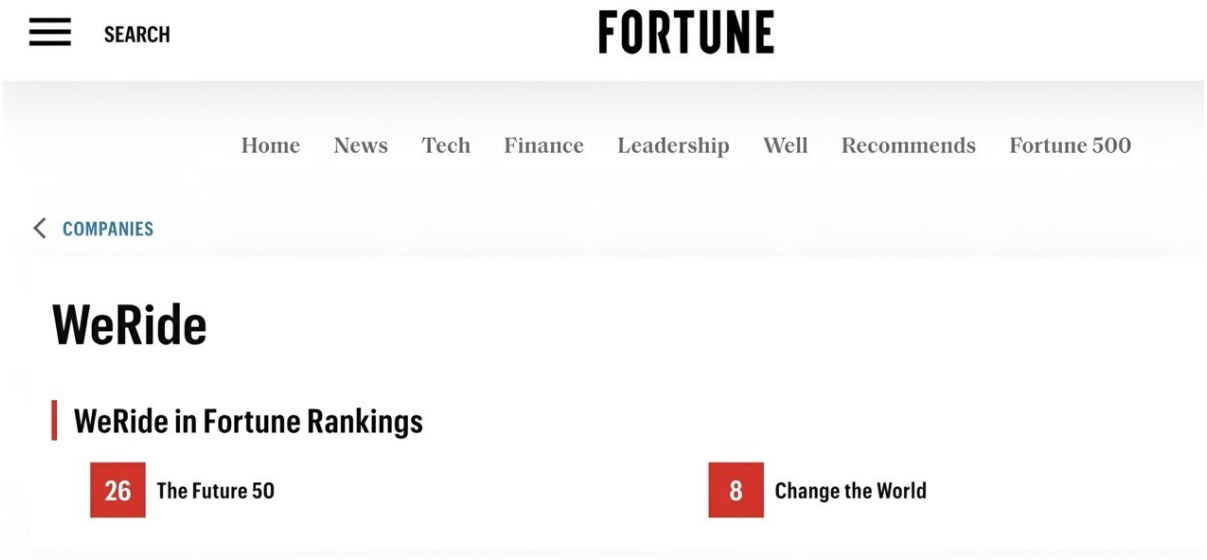 SEARCH
FORTUNE
Home News Tech Finance Leadership Well Recommends Fortune 500
COMPANIES
WeRide
WeRide in Fortune Rankings
26 The Future 50
8 Change the World